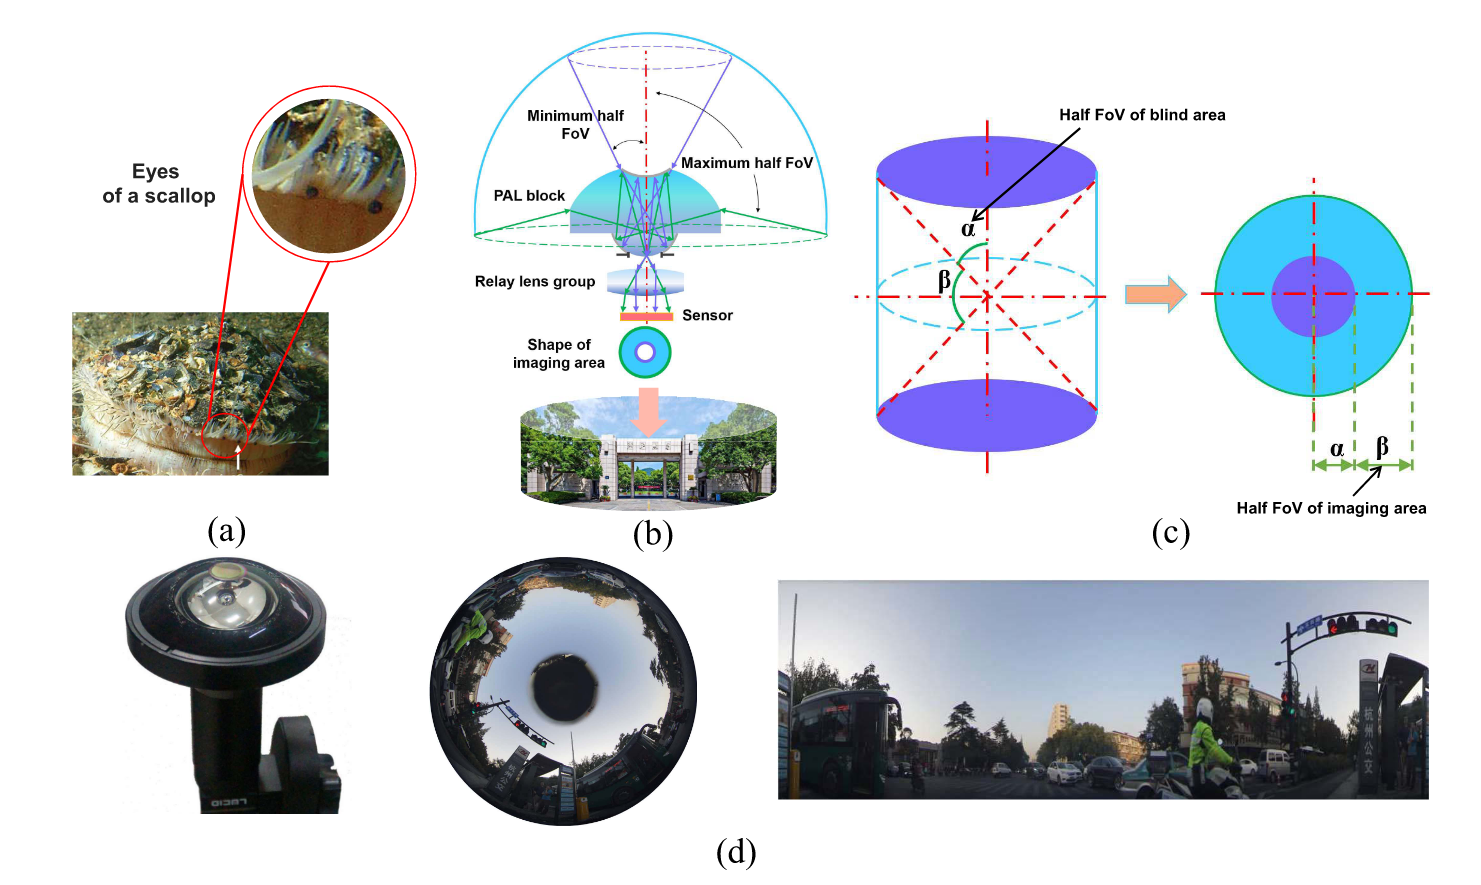 Eyes
of a scallop
(a)
Minimum half
FoV
Maximum half FoV
PAL block
Relay lens group
Sensor
Shape of
imaging area
(b)
Half FoV of blind area
α
β
α
β
Half FoV of imaging area
(c)
LUCID
杭州公交
(d)